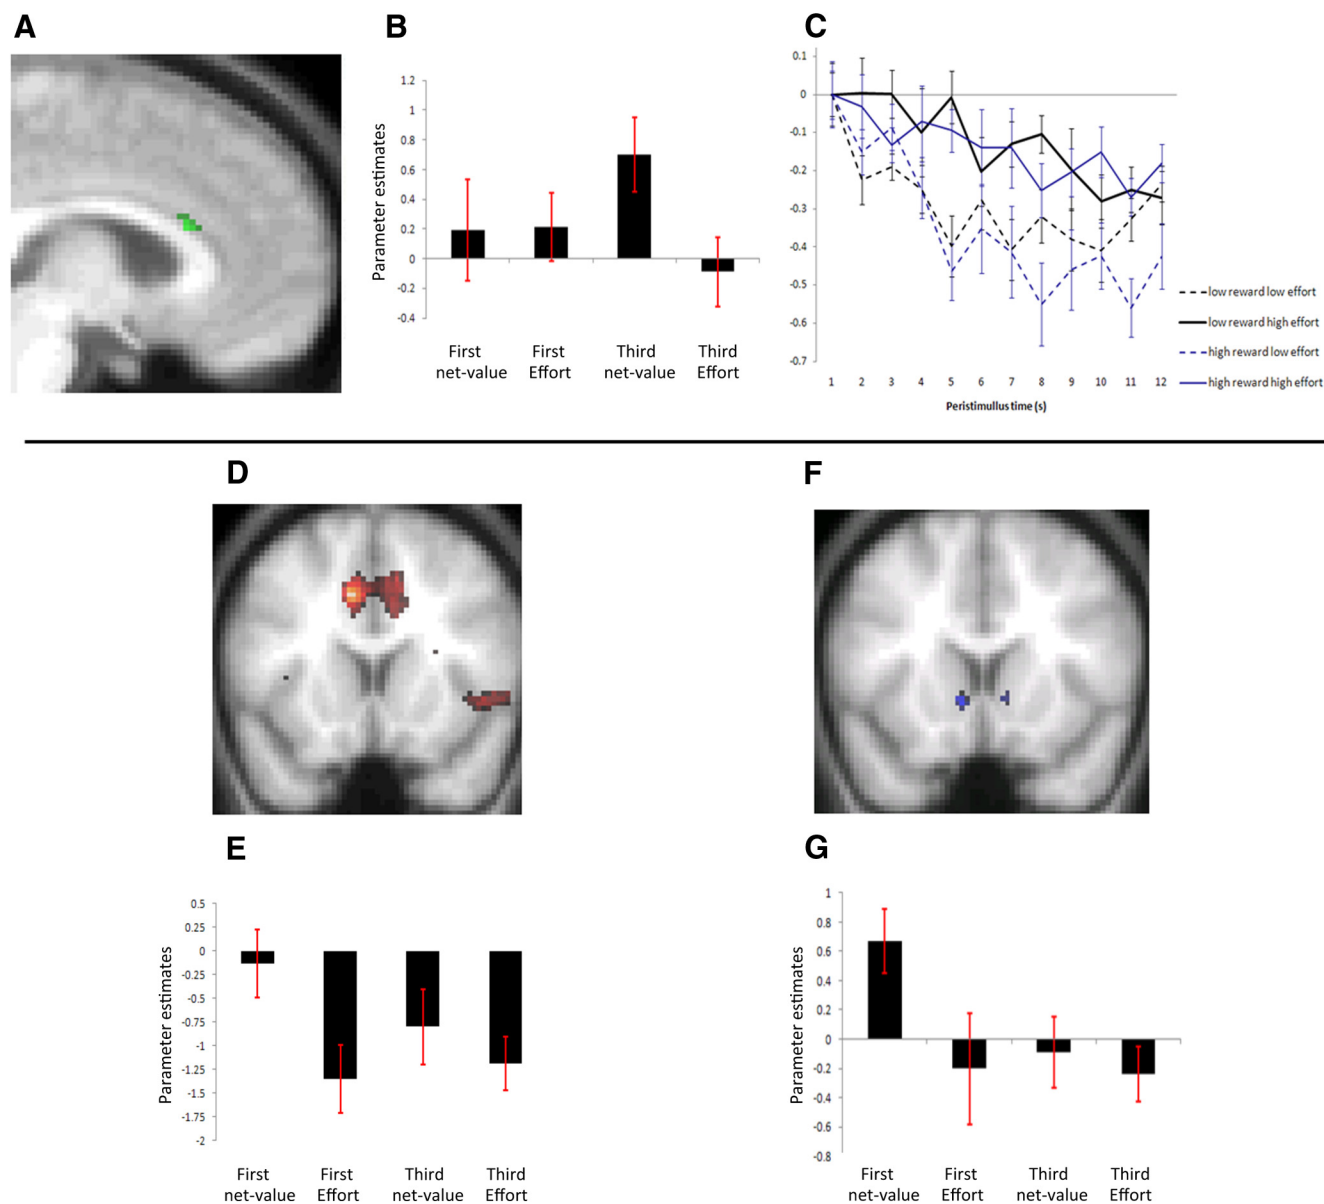 A
B
C
Parameter estimates
1.2
1
0.8
0.6
0.4
0.2
0
-0.2
-0.4
First
net-value
First
Effort
Third
net-value
Third
Effort
0.1
0
-0.1
-0.2
-0.3
-0.4
-0.5
-0.6
-0.7
1 2 3 4 5 6 7 8 9 10 11 12
Peristimullus time (s)
low reward low effort
low reward high effort
high reward low effort
high reward high effort
D
F
E
Parameter estimates
0.5
0.25
0
-0.25
-0.5
-0.75
-1
-1.25
-1.5
-1.75
-2
First
net-value
First
Effort
Third
net-value
Third
Effort
G
Parameter estimates
1
0.8
0.6
0.4
0.2
0
-0.2
-0.4
-0.6
-0.8
First
net-value
First
Effort
Third
net-value
Third
Effort